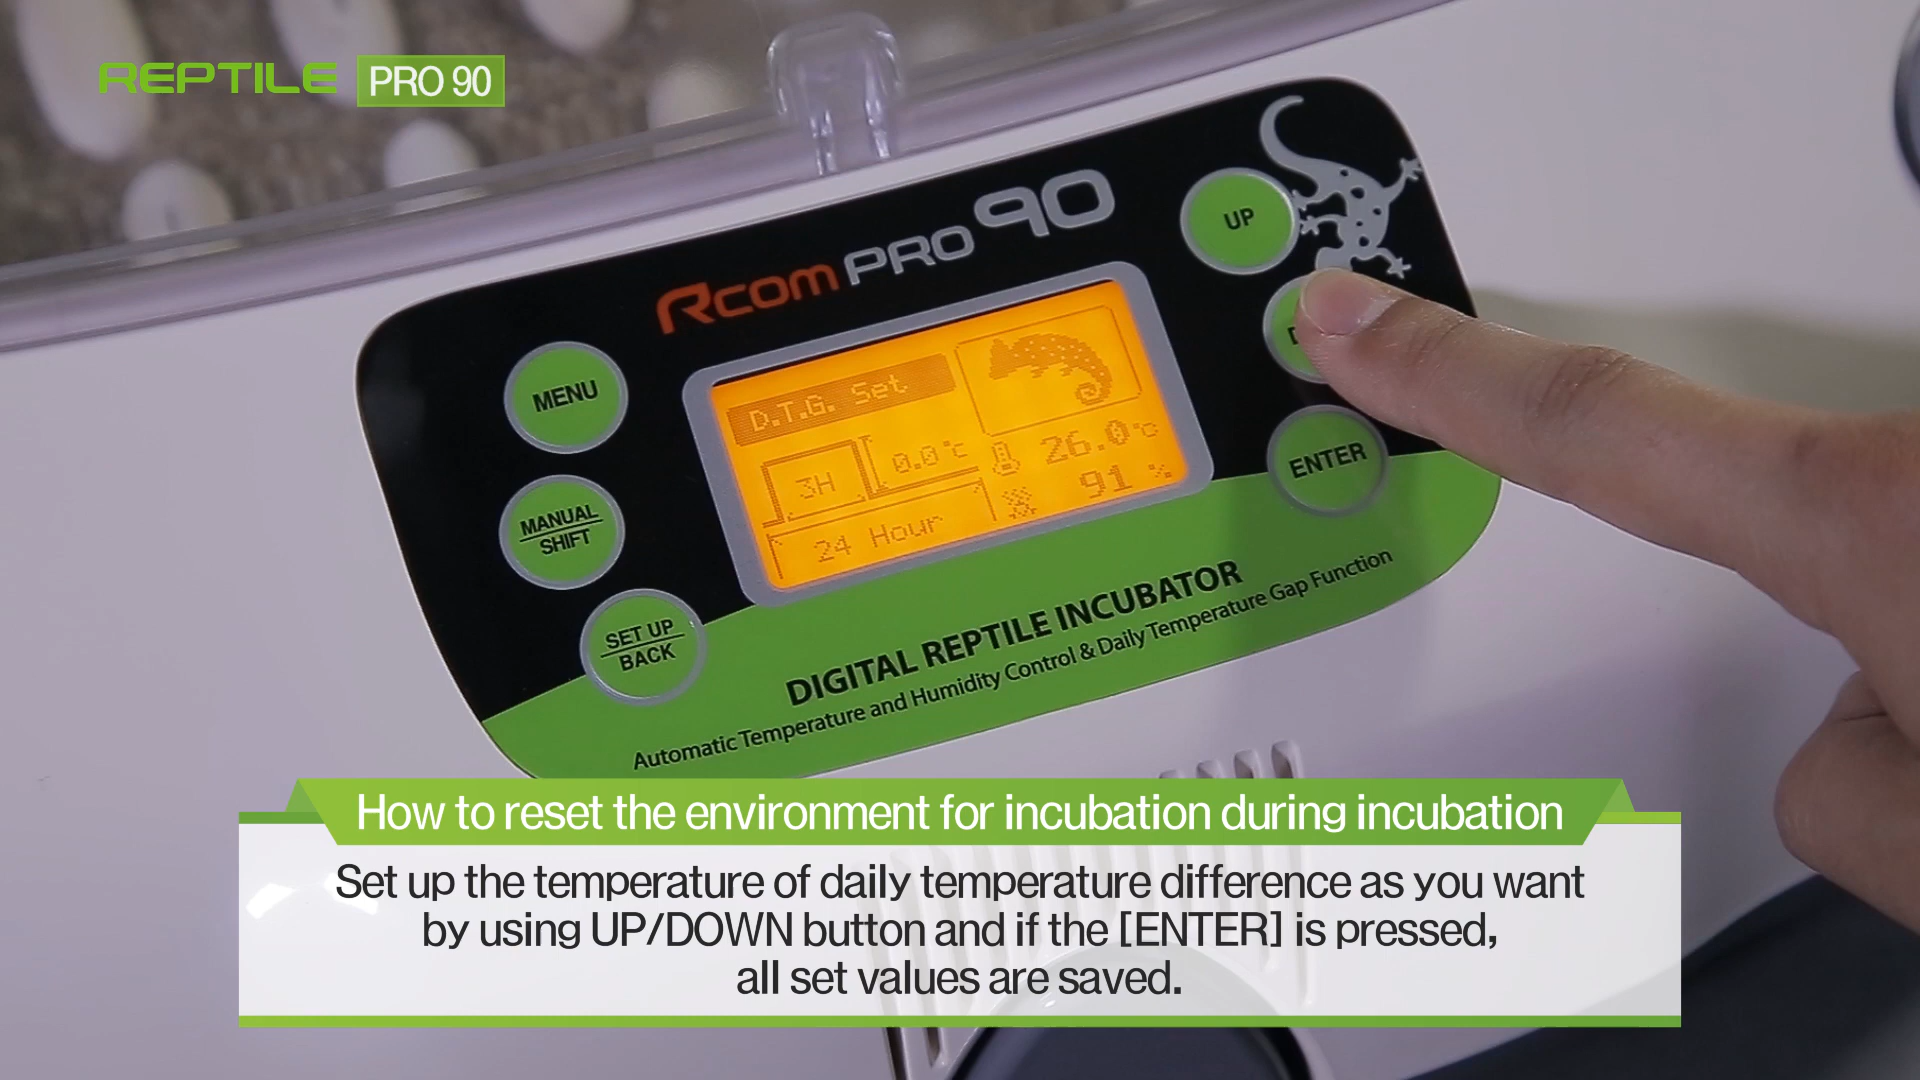 REPTILE PRO 90
Rcom PRO 90
UP
MENU
D.T.G. Set
3H
0.0°C
26.0°C
91 %
24 Hour
ENTER
MANUAL
SHIFT
SET UP
BACK
DIGITAL REPTILE INCUBATOR
Automatic Temperature and Humidity Control & Daily Temperature Gap Function
How to reset the environment for incubation during incubation
Set up the temperature of daily temperature difference as you want
by using UP/DOWN button and if the [ENTER] is pressed,
all set values are saved.